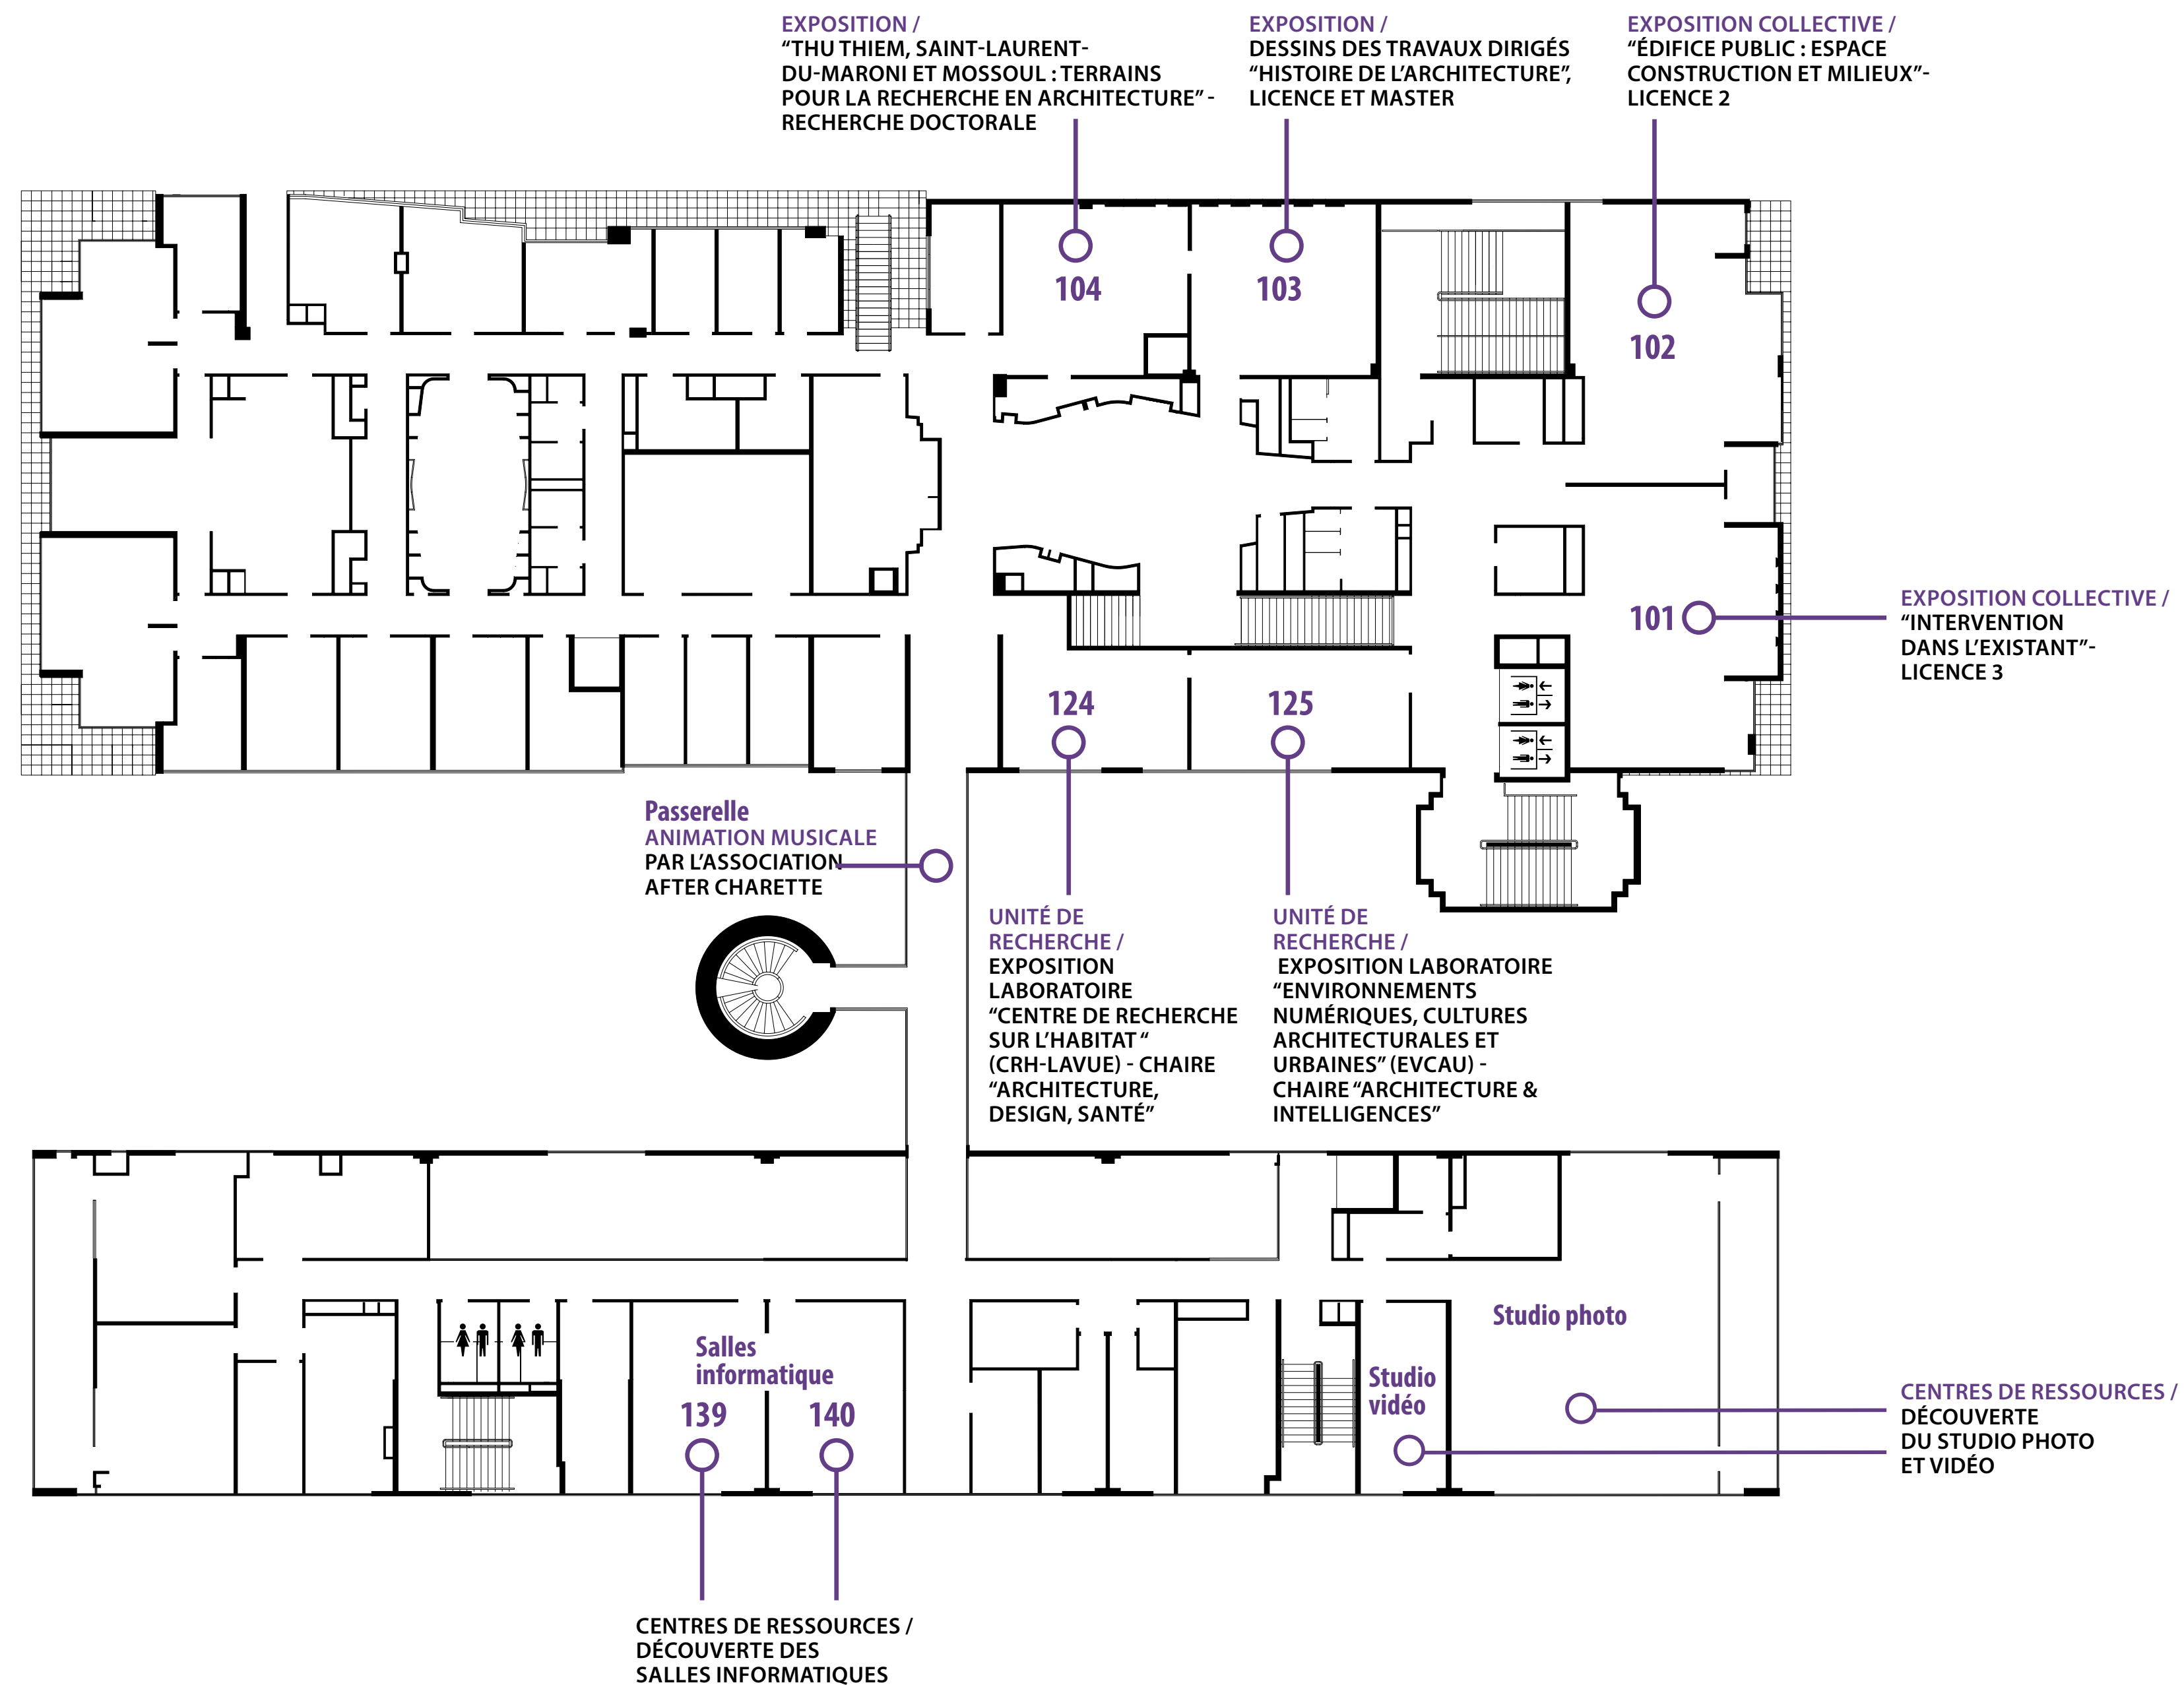 EXPOSITION /
“THU THIEM, SAINT-LAURENT-
DU-MARONI ET MOSSOUL : TERRAINS
POUR LA RECHERCHE EN ARCHITECTURE” -
RECHERCHE DOCTORALE
EXPOSITION /
DESSINS DES TRAVAUX DIRIGÉS
“HISTOIRE DE L’ARCHITECTURE”,
LICENCE ET MASTER
EXPOSITION COLLECTIVE /
“ÉDIFICE PUBLIC : ESPACE
CONSTRUCTION ET MILIEUX”-
LICENCE 2
104
103
102
101
EXPOSITION COLLECTIVE /
“INTERVENTION
DANS L’EXISTANT”-
LICENCE 3
124
125
Passerelle
ANIMATION MUSICALE
PAR L’ASSOCIATION
AFTER CHARETTE
UNITÉ DE
RECHERCHE /
EXPOSITION
LABORATOIRE
“CENTRE DE RECHERCHE
SUR L’HABITAT “
(CRH-LAVUE) - CHAIRE
“ARCHITECTURE,
DESIGN, SANTÉ”
UNITÉ DE
RECHERCHE /
EXPOSITION LABORATOIRE
“ENVIRONNEMENTS
NUMÉRIQUES, CULTURES
ARCHITECTURALES ET
URBAINES” (EVCAU) -
CHAIRE “ARCHITECTURE &
INTELLIGENCES”
Studio photo
Salles
informatique
139
140
Studio
vidéo
CENTRES DE RESSOURCES /
DÉCOUVERTE
DU STUDIO PHOTO
ET VIDÉO
CENTRES DE RESSOURCES /
DÉCOUVERTE DES
SALLES INFORMATIQUES